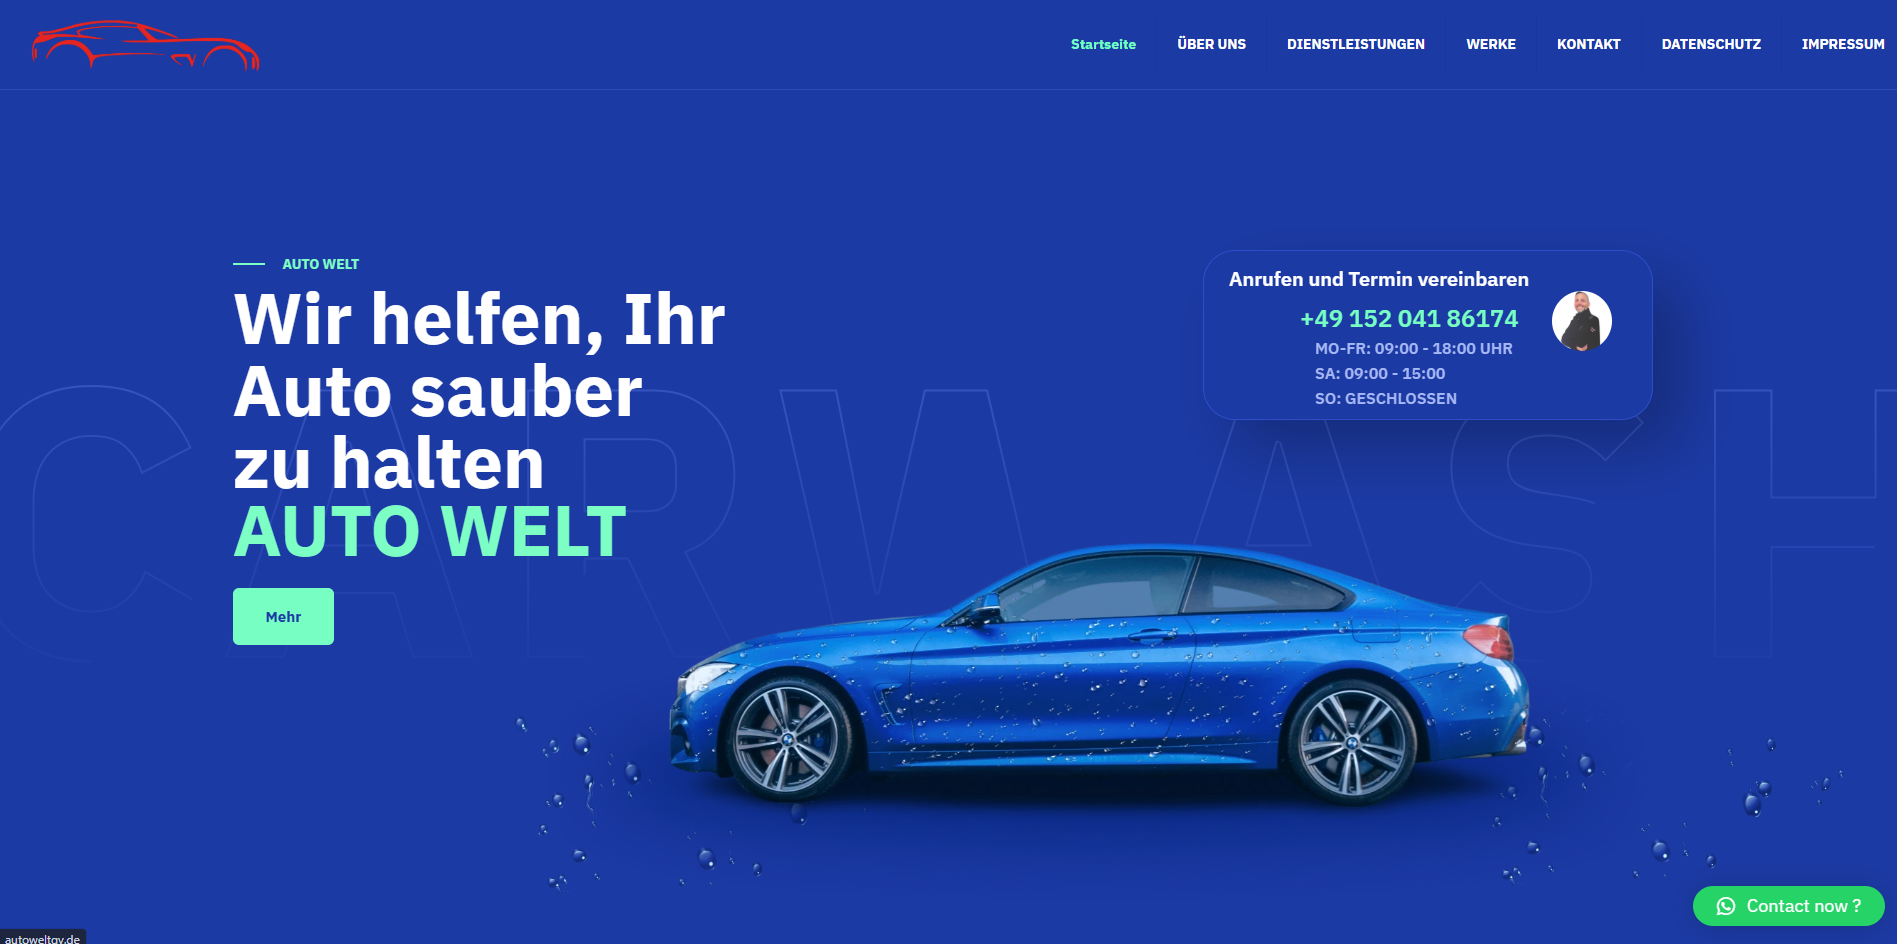 Startseite
ÜBER UNS
DIENSTLEISTUNGEN
WERKE
KONTAKT
DATENSCHUTZ
IMPRESSUM
AUTO WELT
Wir helfen, Ihr
Auto sauber
zu halten
AUTO WELT
Mehr
Anrufen und Termin vereinbaren
+49 152 041 86174
MO-FR: 09:00 - 18:00 UHR
SA: 09:00 - 15:00
SO: GESCHLOSSEN
CARWASH
Contact now ?
autoweltgv.de